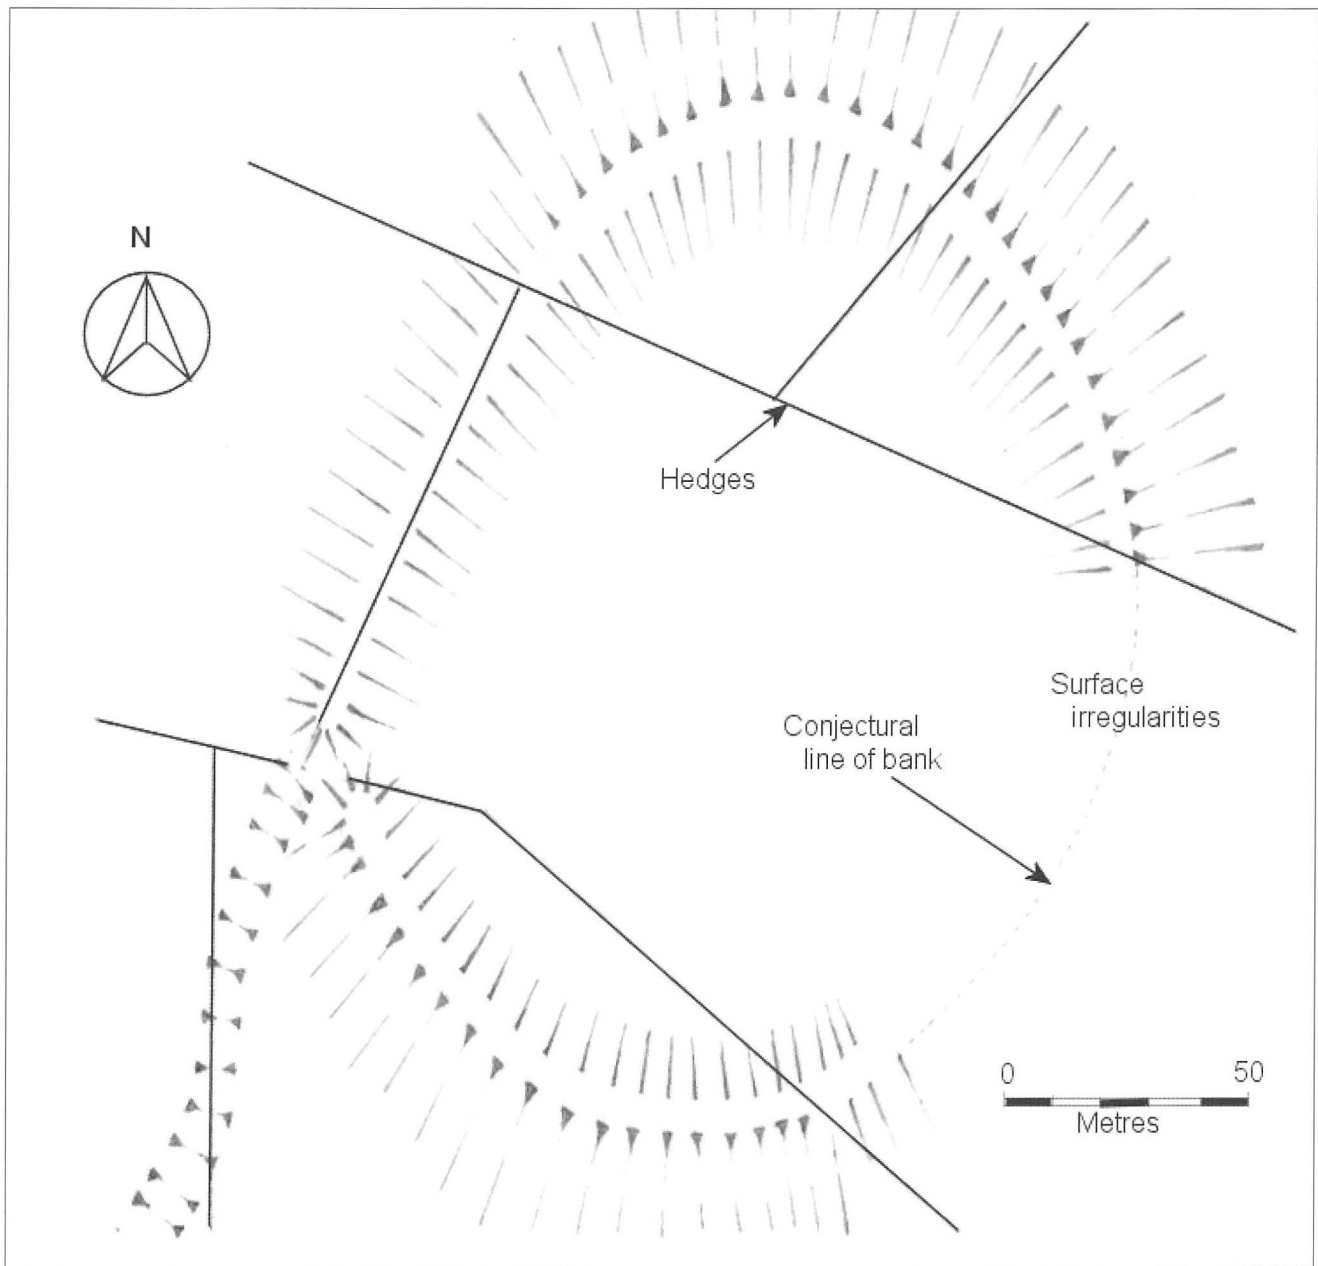 N
Hedges
Surface
irregularities
Conjectural
line of bank
0 50
Metres